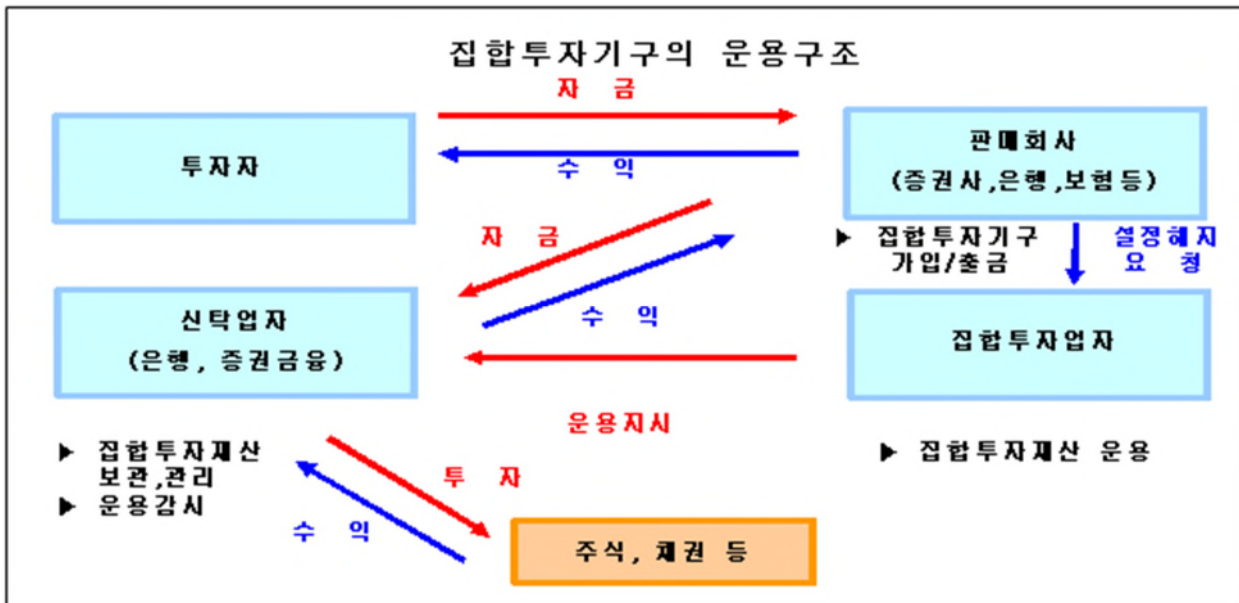 집합투자기구의 운용구조
자 금
투자자
수 익
판매회사
(증권사,은행,보험등)
자 금
▶ 집합투자기구
가입/출금
설정해지
요 청
수 익
신탁업자
(은행, 증권금융)
집합투자업자
운용지시
▶ 집합투자재산
보관,관리
▶ 운용감시
▶ 집합투자재산 운용
투 자
수 익
주식, 채권 등